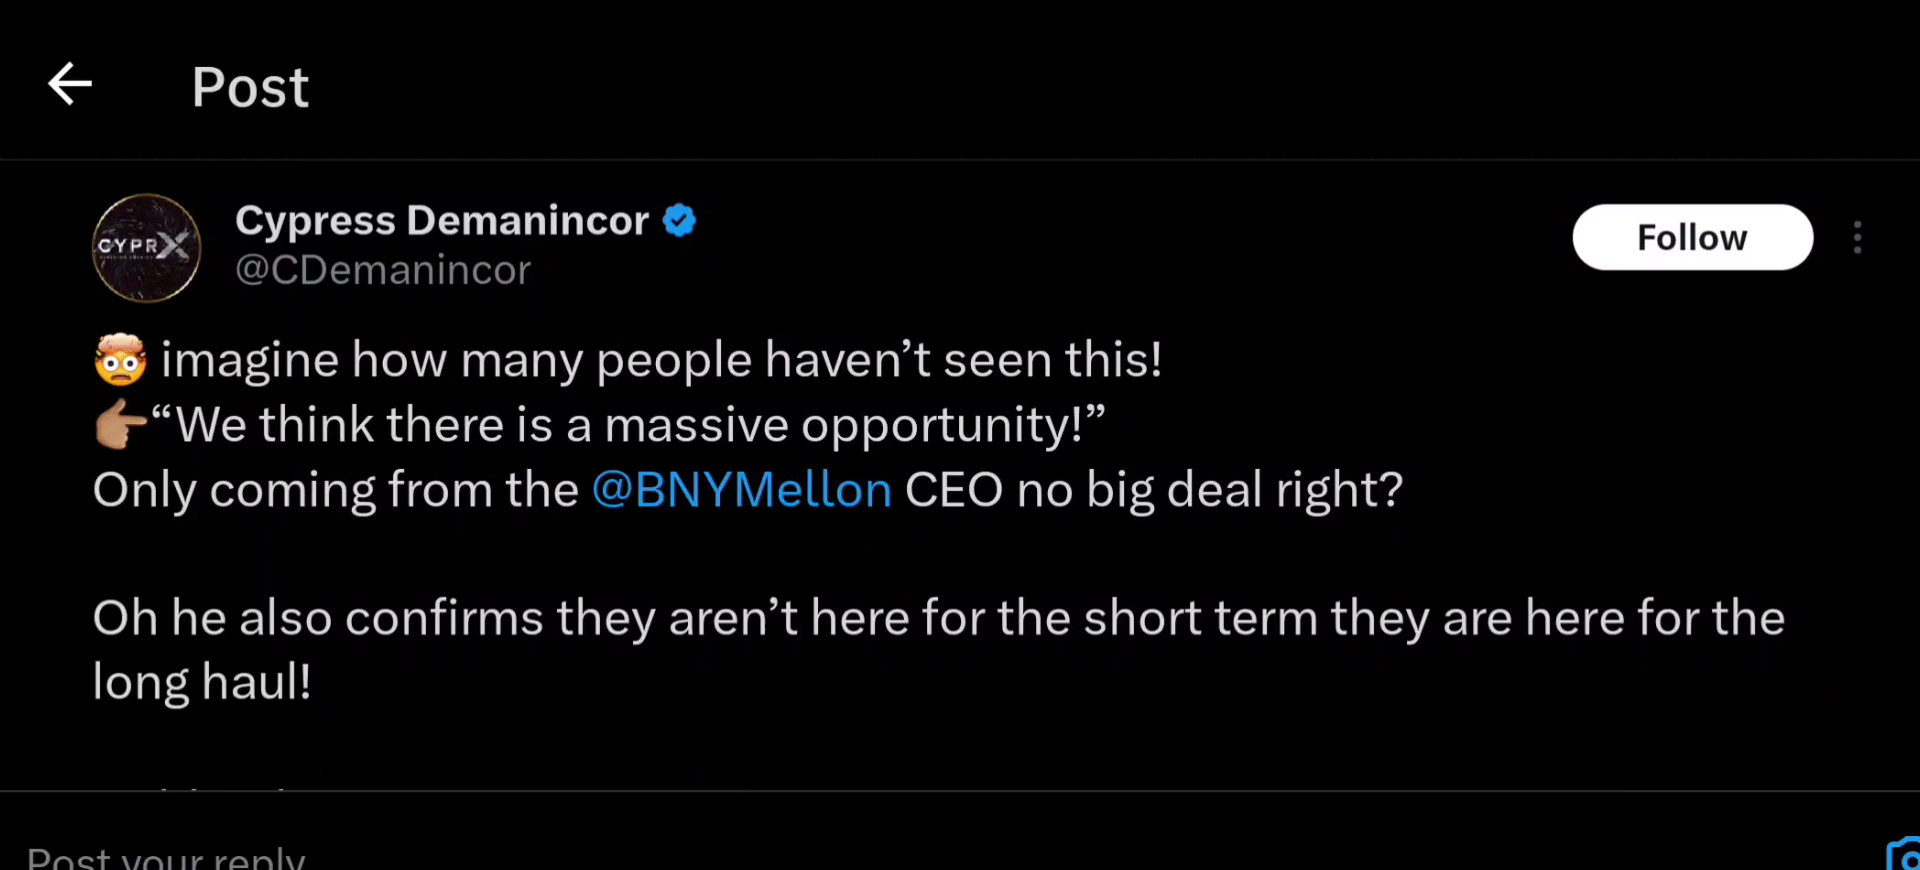 Post
Cypress Demanincor
@CDemanincor
Follow
CYPRX
🤯 imagine how many people haven’t seen this!
👉🏽“We think there is a massive opportunity!”
Only coming from the @BNYMellon CEO no big deal right?
Oh he also confirms they aren’t here for the short term they are here for the
long haul!
Post your reply